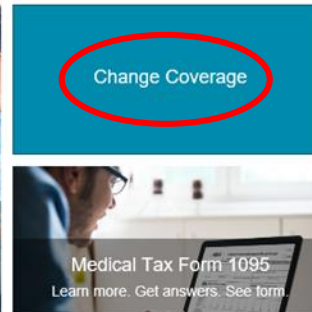 Change Coverage
Medical Tax Form 1095
Learn more. Get answers. See form.